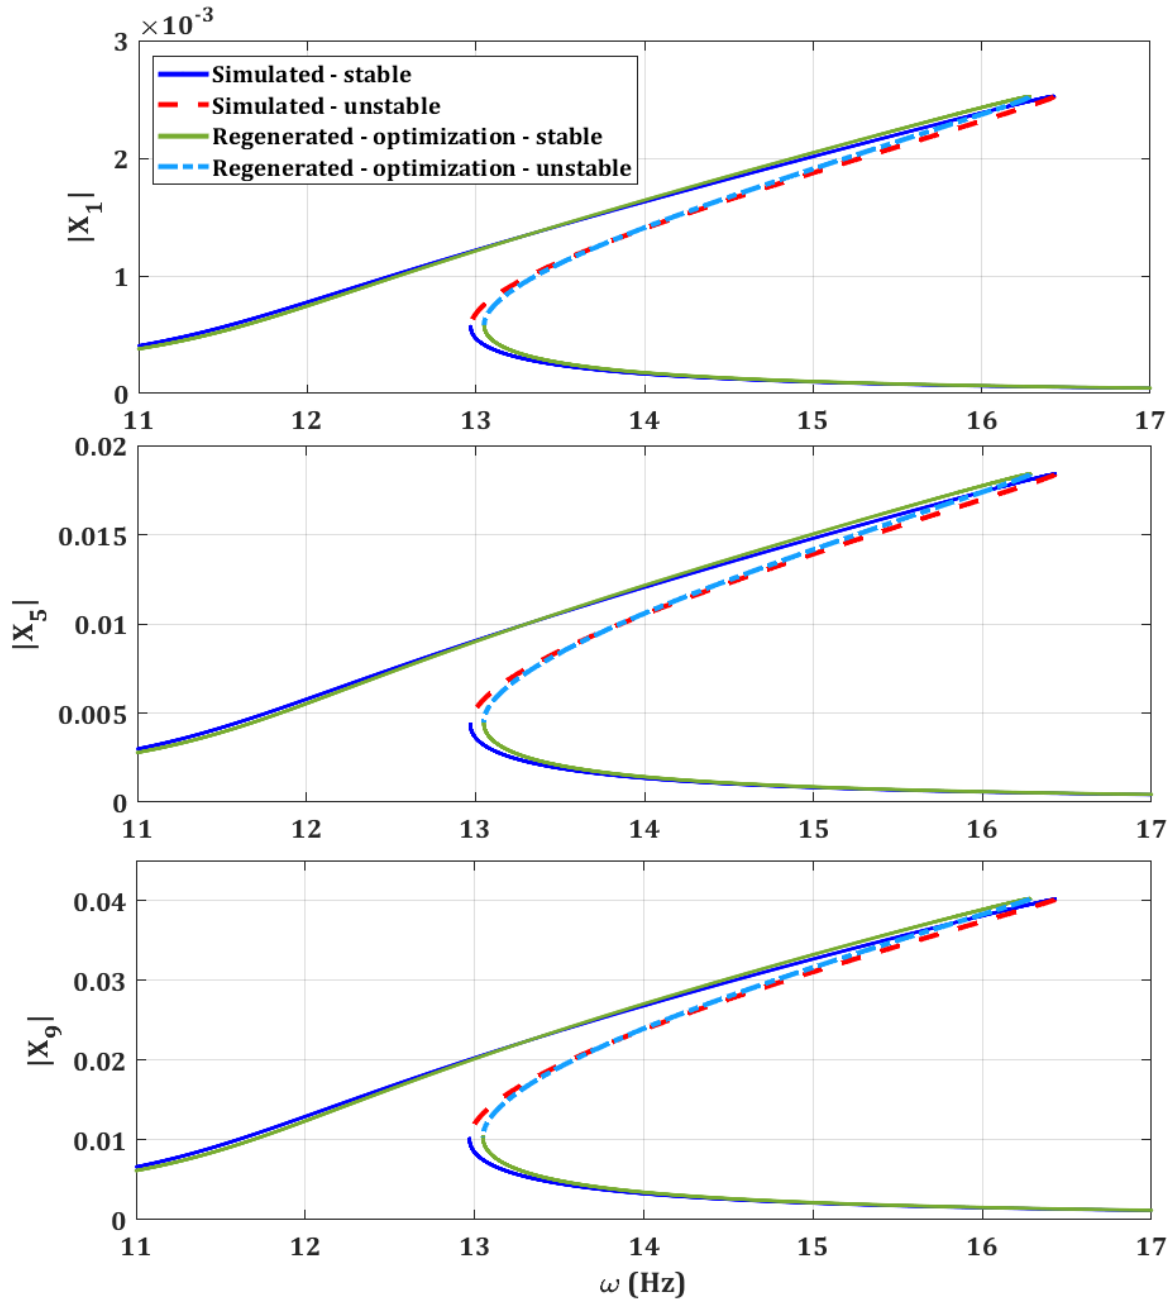 ×10⁻³
3
Simulated - stable
Simulated - unstable
Regenerated - optimization - stable
Regenerated - optimization - unstable
2
|X₁|
1
0
11 12 13 14 15 16 17
0.02
0.015
|X₅|
0.01
0.005
0
11 12 13 14 15 16 17
0.04
0.03
|X₉|
0.02
0.01
0
11 12 13 14 15 16 17
ω (Hz)